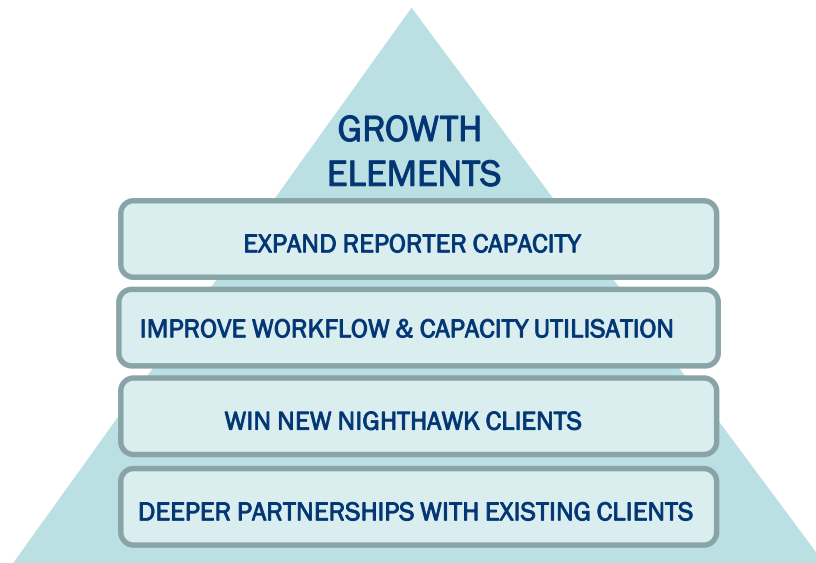 GROWTH
ELEMENTS
EXPAND REPORTER CAPACITY
IMPROVE WORKFLOW & CAPACITY UTILISATION
WIN NEW NIGHTHAWK CLIENTS
DEEPER PARTNERSHIPS WITH EXISTING CLIENTS